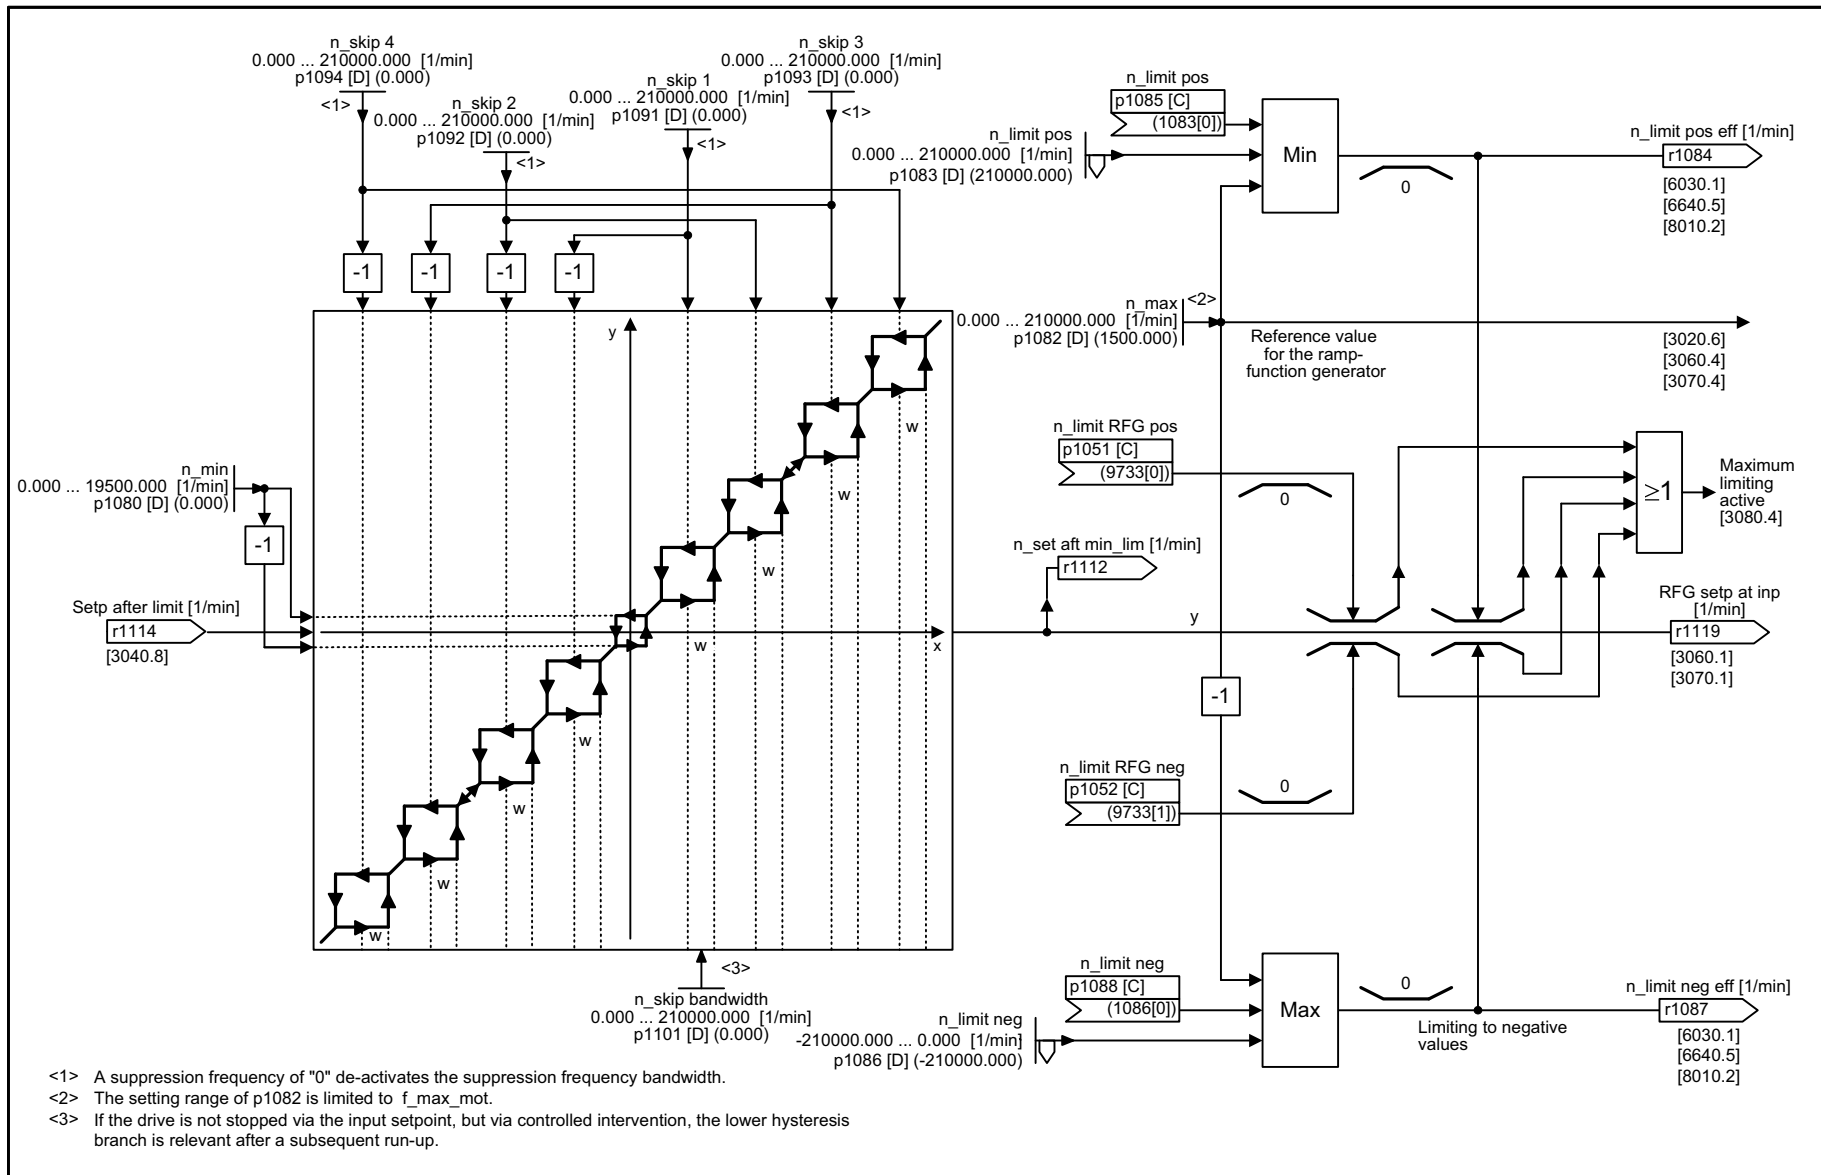 n_skip 4
0.000 ... 210000.000 [1/min]
p1094 [D] (0.000)
<1>
n_skip 2
0.000 ... 210000.000 [1/min]
p1092 [D] (0.000)
<1>
n_skip 1
0.000 ... 210000.000 [1/min]
p1091 [D] (0.000)
<1>
n_skip 3
0.000 ... 210000.000 [1/min]
p1093 [D] (0.000)
<1>
-1
-1
-1
-1
y
x
w
w
w
w
w
w
w
w
n_min
0.000 ... 19500.000 [1/min]
p1080 [D] (0.000)
-1
Setp after limit [1/min]
r1114
[3040.8]
<3>
n_skip bandwidth
0.000 ... 210000.000 [1/min]
p1101 [D] (0.000)
n_limit pos
p1085 [C]
(1083[0])
n_limit pos
0.000 ... 210000.000 [1/min]
p1083 [D] (210000.000)
Min
0
n_limit pos eff [1/min]
r1084
[6030.1]
[6640.5]
[8010.2]
n_max
<2>
0.000 ... 210000.000 [1/min]
p1082 [D] (1500.000)
Reference value
for the ramp-
function generator
[3020.6]
[3060.4]
[3070.4]
n_limit RFG pos
p1051 [C]
(9733[0])
0
≥1
Maximum
limiting
active
[3080.4]
n_set aft min_lim [1/min]
r1112
y
RFG setp at inp
[1/min]
r1119
[3060.1]
[3070.1]
-1
n_limit RFG neg
p1052 [C]
(9733[1])
0
n_limit neg
p1088 [C]
(1086[0])
n_limit neg
-210000.000 ... 0.000 [1/min]
p1086 [D] (-210000.000)
Max
0
Limiting to negative
values
n_limit neg eff [1/min]
r1087
[6030.1]
[6640.5]
[8010.2]
<1> A suppression frequency of "0" de-activates the suppression frequency bandwidth.
<2> The setting range of p1082 is limited to f_max_mot.
<3> If the drive is not stopped via the input setpoint, but via controlled intervention, the lower hysteresis
branch is relevant after a subsequent run-up.